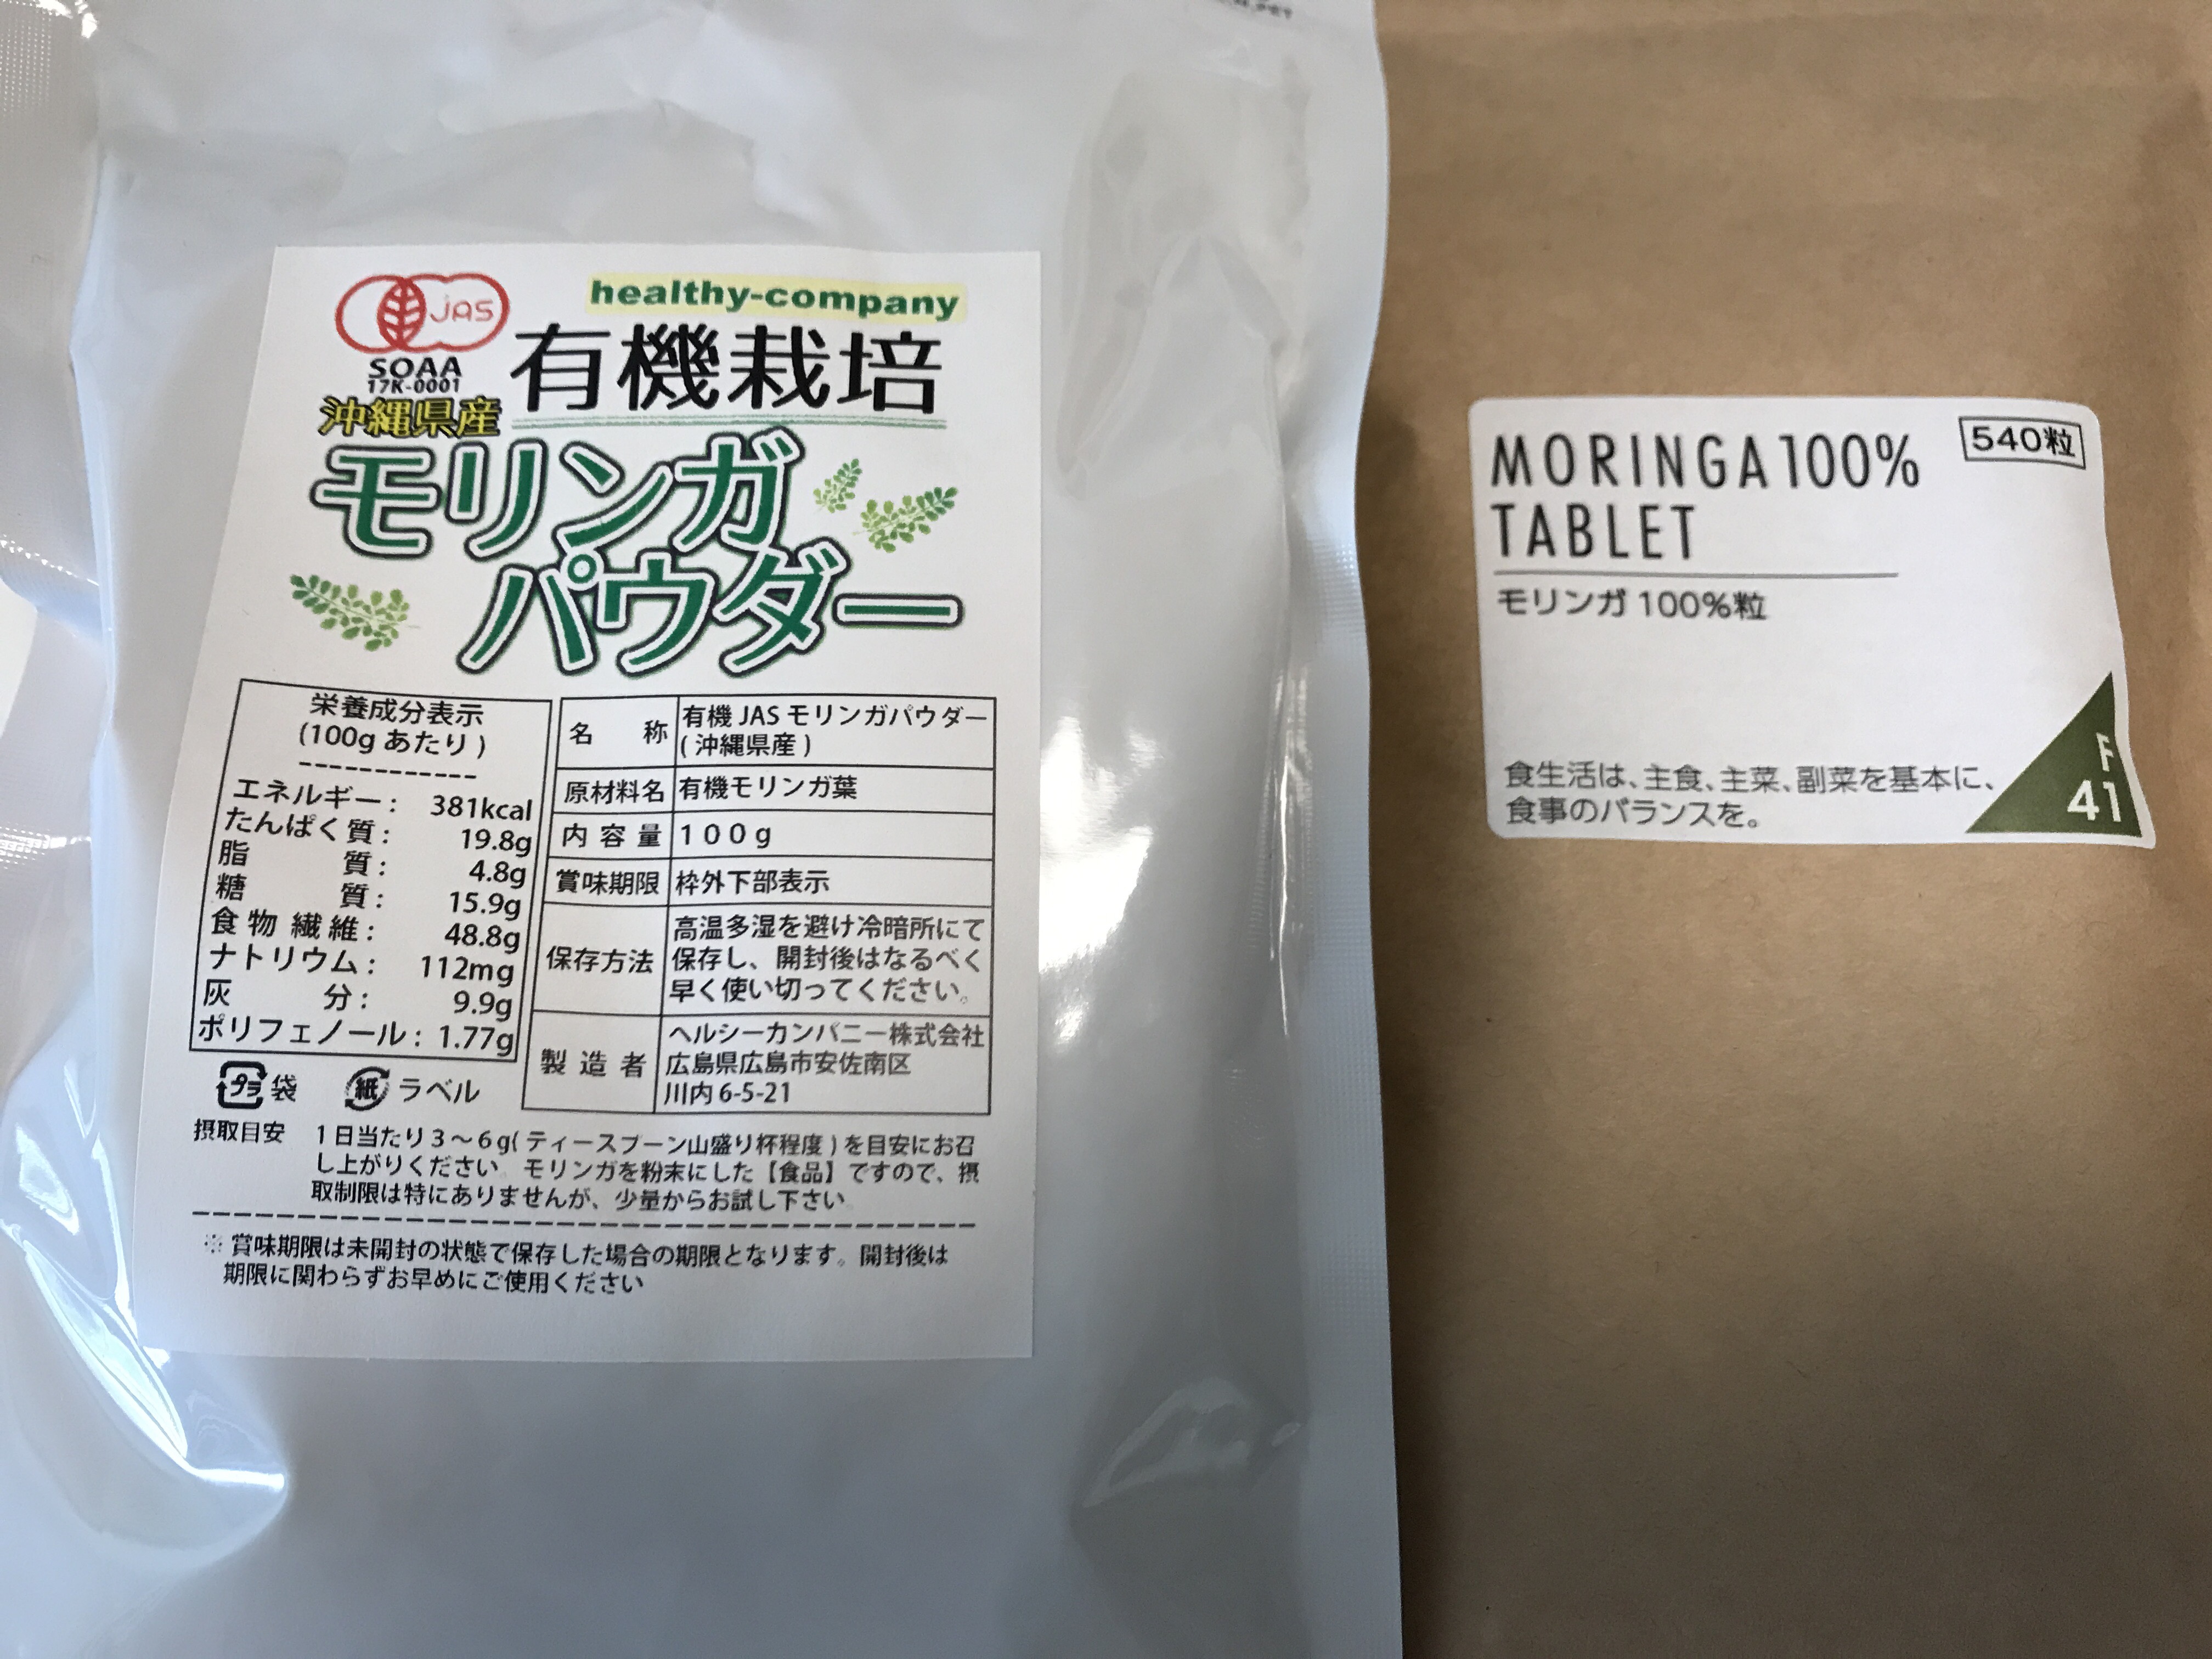 JAS
SOAA
17K-0001
healthy-company
有機栽培
沖縄県産
モリンガ
パウダー
栄養成分表示
(100gあたり)
エネルギー： 381kcal
たんぱく質： 19.8g
脂質： 4.8g
糖質： 15.9g
食物繊維： 48.8g
ナトリウム： 112mg
灰分： 9.9g
ポリフェノール： 1.77g
名称 有機JASモリンガパウダー
(沖縄県産)
原材料名 有機モリンガ葉
内容量 100g
賞味期限 枠外下部表示
保存方法 高温多湿を避け冷暗所にて
保存し、開封後はなるべく
早く使い切ってください。
製造者 ヘルシーカンパニー株式会社
広島県広島市安佐南区
川内6-5-21
プラ 袋 紙 ラベル
摂取目安 1日当たり3～6g(ティースプーン山盛り杯程度)を目安にお召
し上がりください。モリンガを粉末にした【食品】ですので、摂
取制限は特にありませんが、少量からお試し下さい
※賞味期限は未開封の状態で保存した場合の期限となります。開封後は
期限に関わらずお早めにご使用ください
MORINGA100%
TABLET
540粒
モリンガ100%粒
食生活は、主食、主菜、副菜を基本に、
食事のバランスを。
F
41